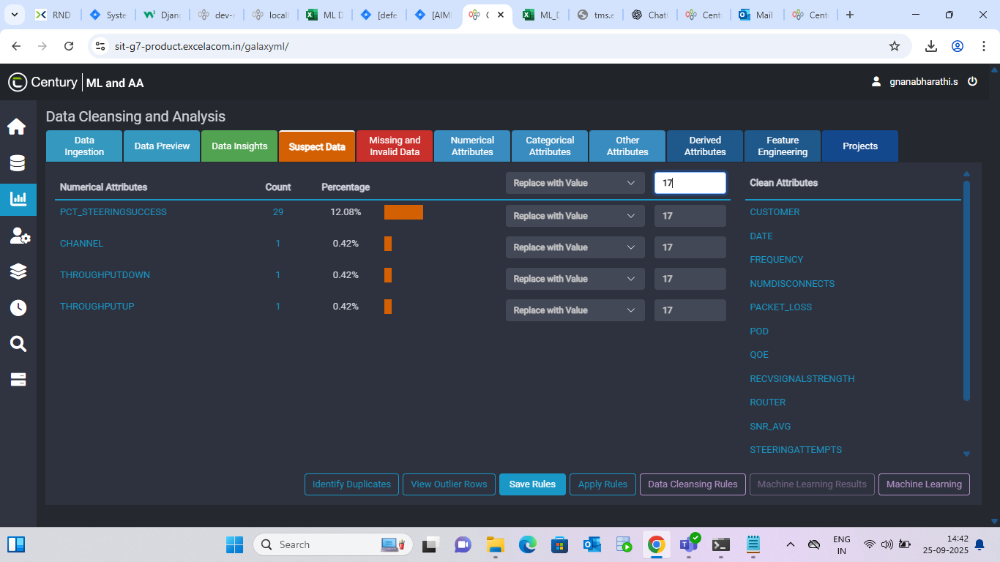 RND
Syste
Djang
dev-r
locall
ML D
[defe
[AIML
ML_D
tms.e
ChatG
Centu
Mail
Centu
sit-g7-product.excelacom.in/galaxyml/
Century ML and AA
gnanabharathi.s
Data Cleansing and Analysis
Data Ingestion
Data Preview
Data Insights
Suspect Data
Missing and Invalid Data
Numerical Attributes
Categorical Attributes
Other Attributes
Derived Attributes
Feature Engineering
Projects
Numerical Attributes Count Percentage Replace with Value 17
PCT_STEERINGSUCCESS 29 12.08% Replace with Value 17
CHANNEL 1 0.42% Replace with Value 17
THROUGHPUTDOWN 1 0.42% Replace with Value 17
THROUGHPUTUP 1 0.42% Replace with Value 17
Clean Attributes
CUSTOMER
DATE
FREQUENCY
NUMDISCONNECTS
PACKET_LOSS
POD
QOE
RECVSIGNALSTRENGTH
ROUTER
SNR_AVG
STEERINGATTEMPTS
Identify Duplicates
View Outlier Rows
Save Rules
Apply Rules
Data Cleansing Rules
Machine Learning Results
Machine Learning
Search
ENG
IN
14:42
25-09-2025